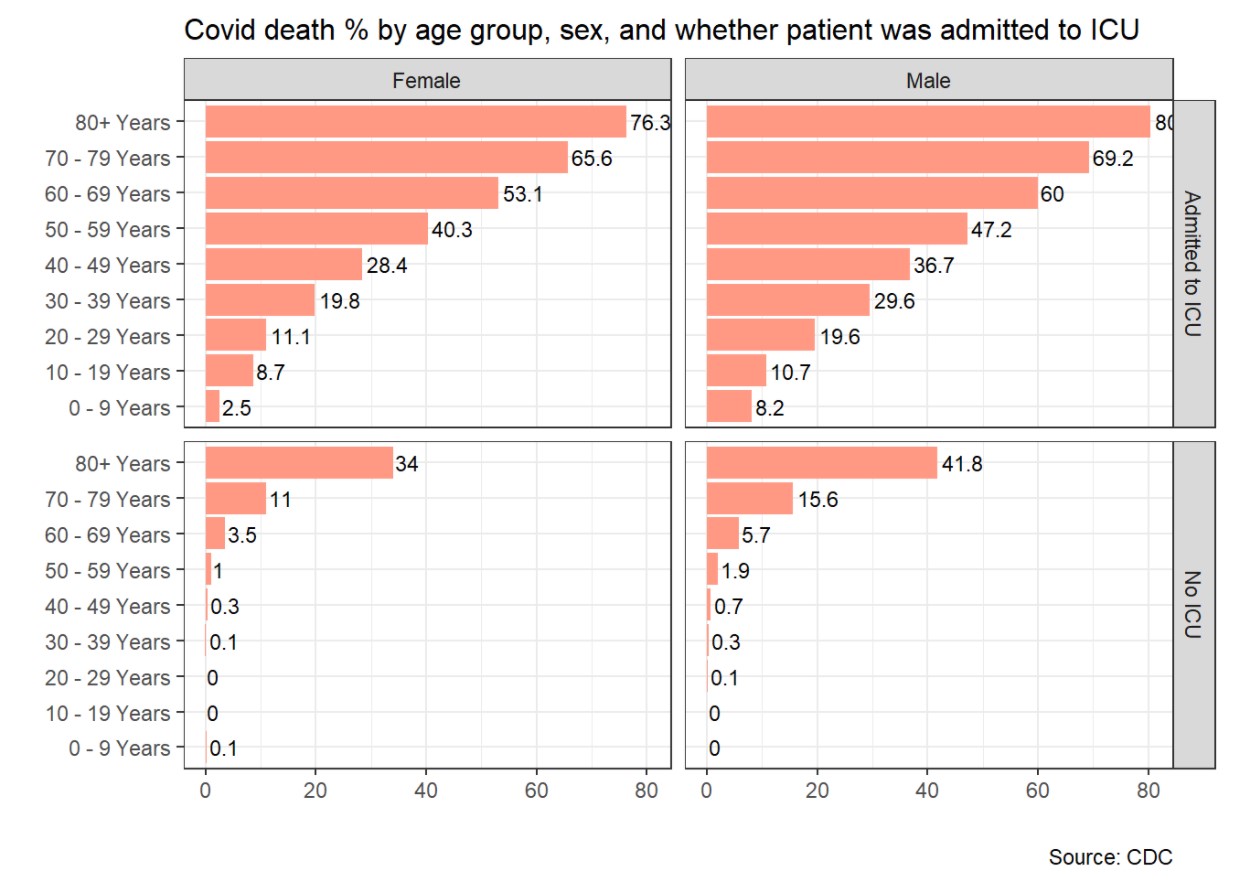 Covid death % by age group, sex, and whether patient was admitted to ICU
Female
Male
80+ Years
76.3
70 - 79 Years
65.6
69.2
60 - 69 Years
53.1
60
50 - 59 Years
40.3
47.2
40 - 49 Years
28.4
36.7
30 - 39 Years
19.8
29.6
20 - 29 Years
11.1
19.6
10 - 19 Years
8.7
10.7
0 - 9 Years
2.5
8.2
Admitted to ICU
80+ Years
34
41.8
70 - 79 Years
11
15.6
60 - 69 Years
3.5
5.7
50 - 59 Years
1
1.9
40 - 49 Years
0.3
0.7
30 - 39 Years
0.1
0.3
20 - 29 Years
0
0.1
10 - 19 Years
0
0
0 - 9 Years
0.1
0
No ICU
0 20 40 60 80
0 20 40 60 80
Source: CDC